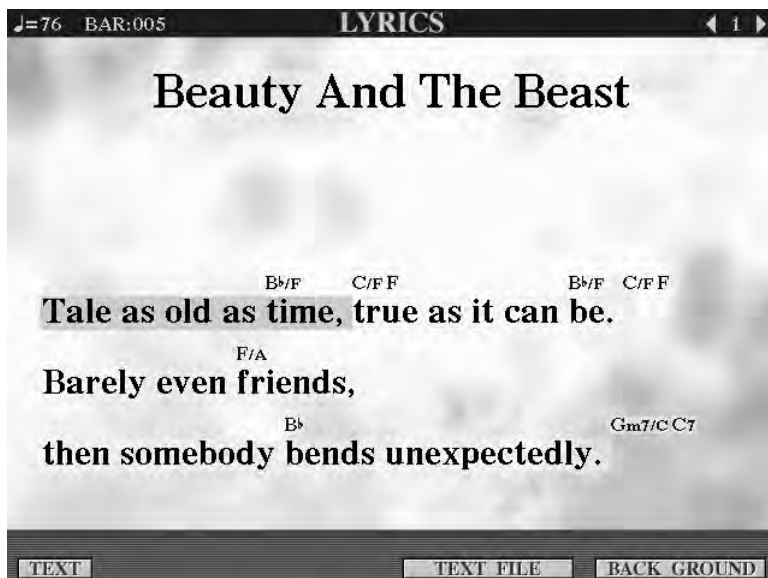 ♩=76 BAR:005 LYRICS ◀ 1 ▶
Beauty And The Beast
B♭/F C/F F B♭/F C/F F
Tale as old as time, true as it can be.
F/A
Barely even friends,
B♭ Gm7/C C7
then somebody bends unexpectedly.
TEXT TEXT FILE BACK GROUND